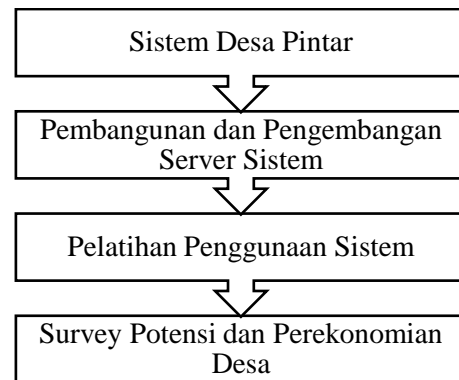 Sistem Desa Pintar
Pembangunan dan Pengembangan
Server Sistem
Pelatihan Penggunaan Sistem
Survey Potensi dan Perekonomian
Desa